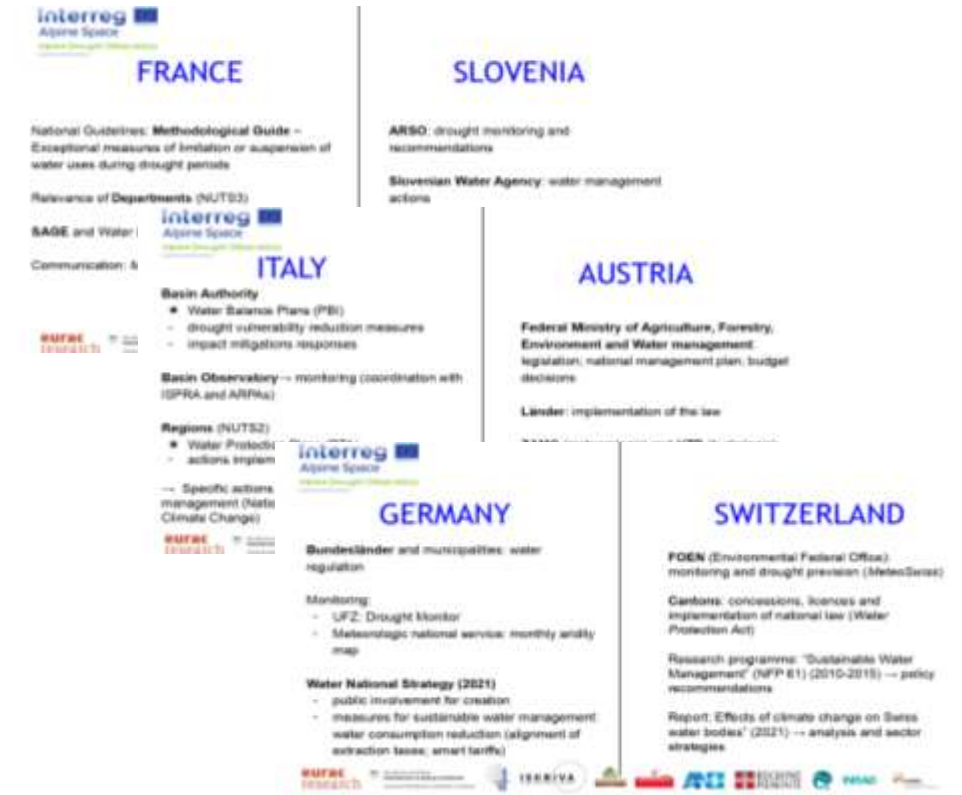 interreg
Alpine Space
FRANCE
National Guidelines: Methodological Guide –
Exceptional measures of limitation or suspension of
water uses during drought periods
Relevance of Departments (NUTS3)
SAGE and Water
Communication:
eurac
research
SLOVENIA
ARSO: drought monitoring and
recommendations
Slovenian Water Agency: water management
actions
interreg
Alpine Space
ITALY
Basin Authority
Water Balance Plans (PBI)
- drought vulnerability reduction measures
- impact mitigations responses
Basin Observatory → monitoring (coordination with
ISPRA and ARPAs)
Regions (NUTS2)
Water Protectio
- actions implem
→ Specific actions
management (Natio
Climate Change)
eurac
research
AUSTRIA
Federal Ministry of Agriculture, Forestry,
Environment and Water management:
legislation, national management plan, budget
decisions
Länder: implementation of the law
interreg
Alpine Space
GERMANY
Bundesländer and municipalities: water
regulation
Monitoring:
- UFZ: Drought Monitor
- Meteorologic national service: monthly aridity
map
Water National Strategy (2021)
- public involvement for creation
- measures for sustainable water management:
water consumption reduction (alignment of
extraction taxes; smart tariffs)
SWITZERLAND
FOEN (Environmental Federal Office):
monitoring and drought prevision (MeteoSwiss)
Cantons: concessions, licences and
implementation of national law (Water
Protection Act)
Research programme: "Sustainable Water
Management" (NFP 61) (2010-2015) → policy
recommendations
Report: Effects of climate change on Swiss
water bodies" (2021) → analysis and sector
strategies
eurac
research
ISKRIVA
REGIONE
PIEMONTE
INRAE